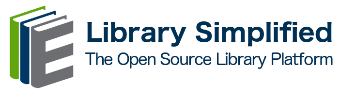 E
Library Simplified
The Open Source Library Platform